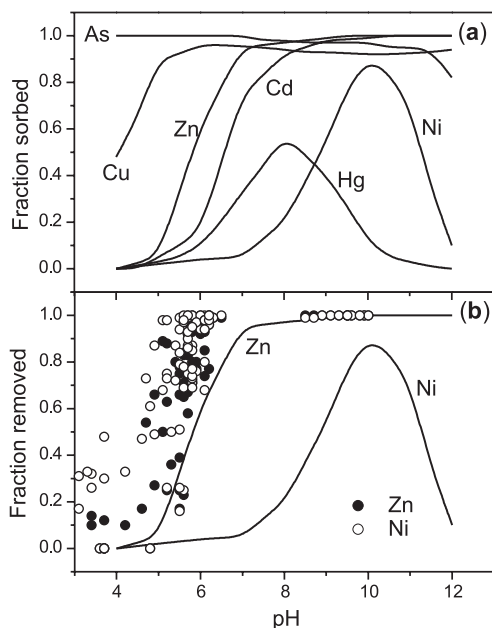 As
(a)
1.0
0.8
0.6
0.4
0.2
0.0
Fraction sorbed
Cu
Zn
Cd
Hg
Ni
(b)
1.0
0.8
0.6
0.4
0.2
0.0
Fraction removed
Zn
Ni
Zn
Ni
4
6
8
10
12
pH